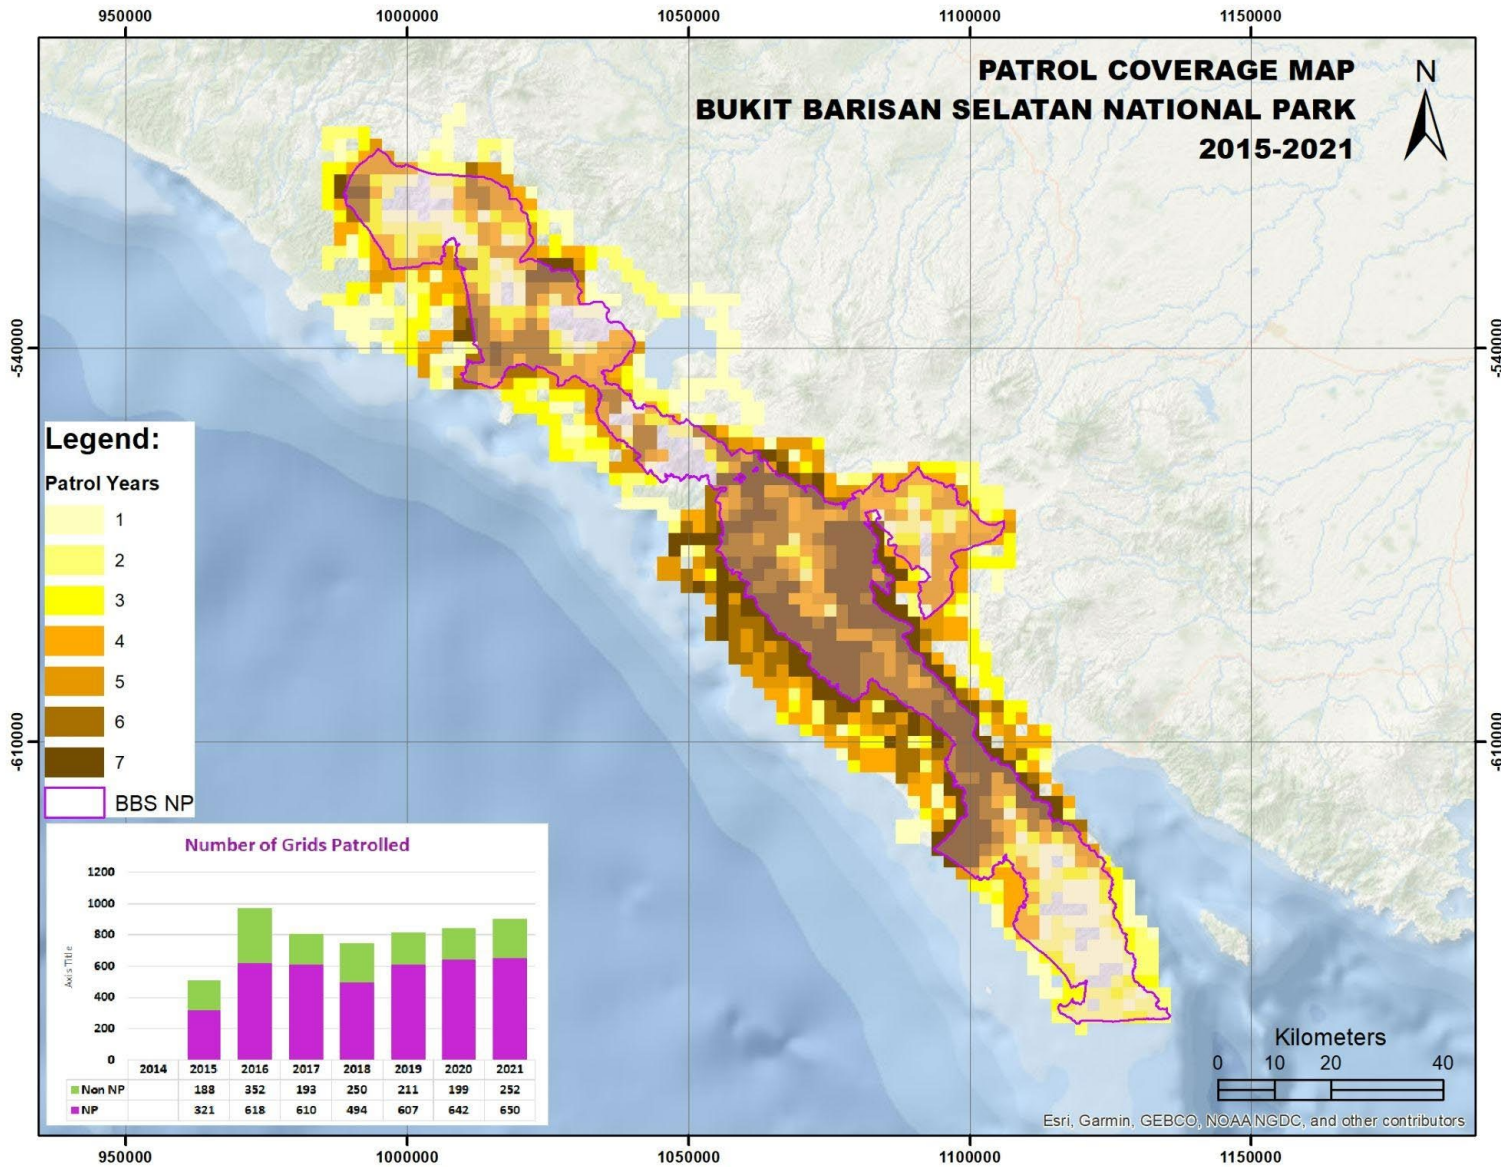 950000 1000000 1050000 1100000 1150000
PATROL COVERAGE MAP
BUKIT BARISAN SELATAN NATIONAL PARK
2015-2021
N
-540000 -540000
Legend:
Patrol Years
1
2
3
4
5
6
7
BBS NP
-610000 -610000
Number of Grids Patrolled
Axis Title
1200
1000
800
600
400
200
0
2014 2015 2016 2017 2018 2019 2020 2021
Non NP 188 352 193 250 211 199 252
NP 321 618 610 494 607 642 650
Kilometers
0 10 20 40
Esri, Garmin, GEBCO, NOAA NGDC, and other contributors
950000 1000000 1050000 1100000 1150000